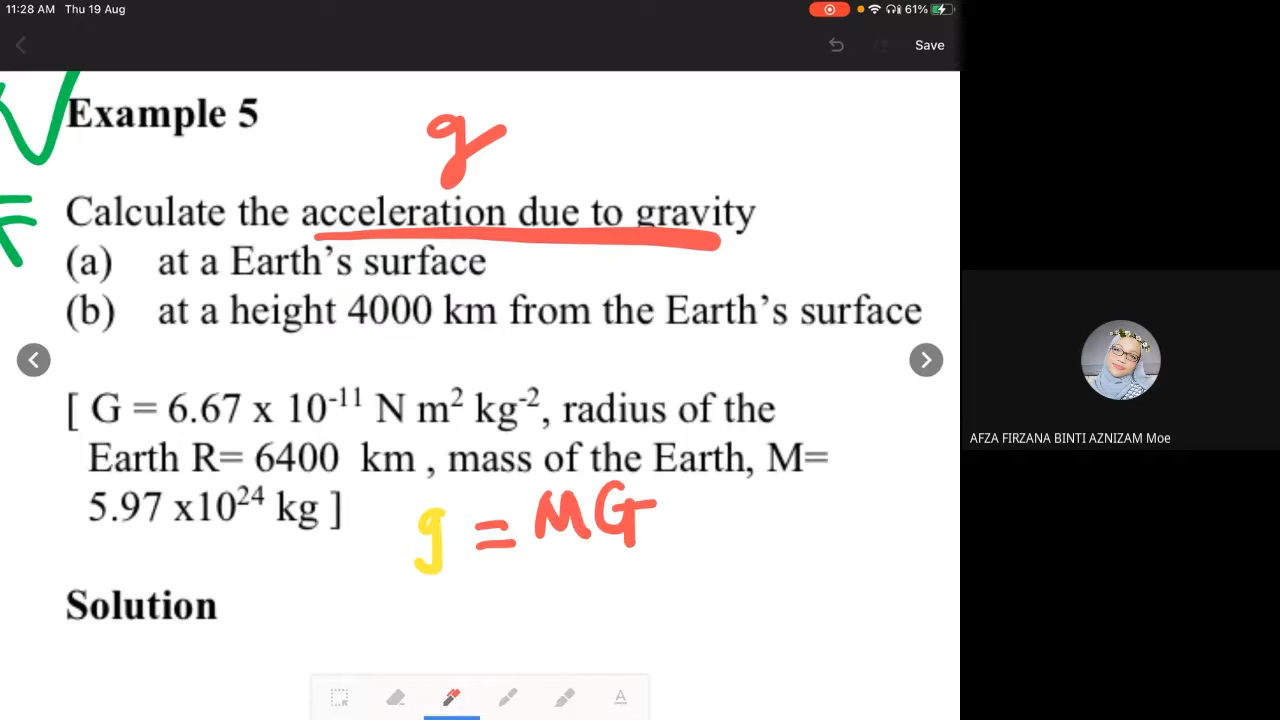 11:28 AM Thu 19 Aug
61%
Save
Example 5
g
Calculate the acceleration due to gravity
(a) at a Earth's surface
(b) at a height 4000 km from the Earth's surface
[ G = 6.67 x 10⁻¹¹ N m² kg⁻², radius of the
Earth R= 6400 km , mass of the Earth, M=
5.97 x10²⁴ kg ]
g = MG
Solution
A
AFZA FIRZANA BINTI AZNIZAM Moe